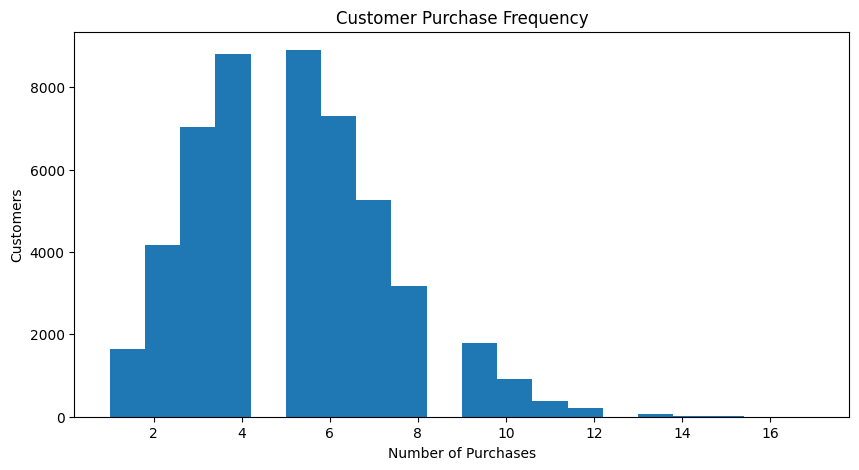 Customer Purchase Frequency
8000
6000
4000
2000
0
Customers
2 4 6 8 10 12 14 16
Number of Purchases